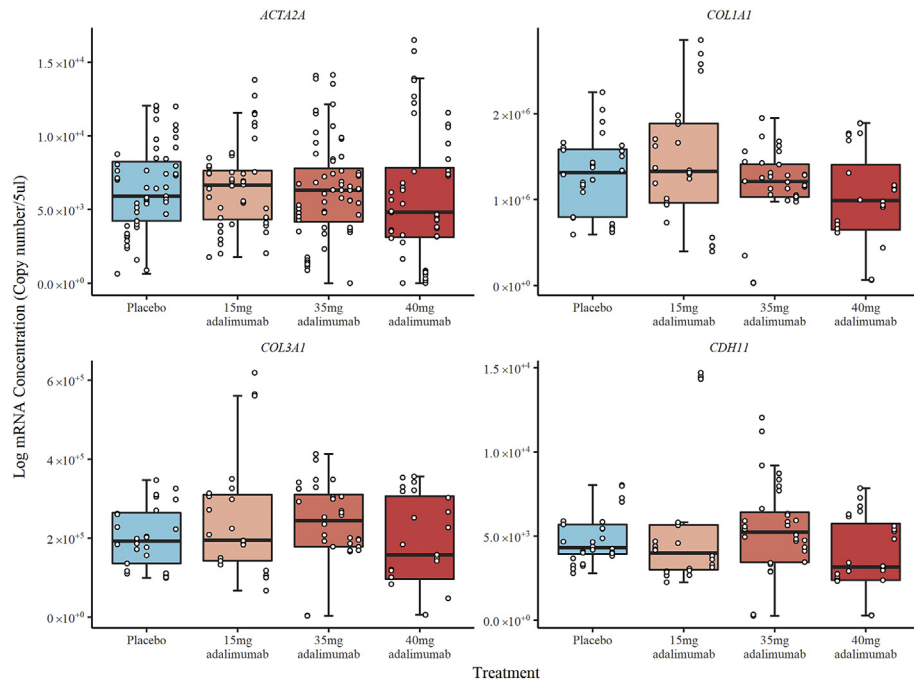 ACTA2A
COL1A1
Log mRNA Concentration (Copy number/5ul)
1.5×10⁺⁴
1.0×10⁺⁴
5.0×10⁺³
0.0×10⁺⁰
2×10⁺⁶
1×10⁺⁶
0×10⁺⁰
Placebo
15mg
adalimumab
35mg
adalimumab
40mg
adalimumab
Placebo
15mg
adalimumab
35mg
adalimumab
40mg
adalimumab
COL3A1
CDH11
6×10⁺⁵
4×10⁺⁵
2×10⁺⁵
0×10⁺⁰
1.5×10⁺⁴
1.0×10⁺⁴
5.0×10⁺³
0.0×10⁺⁰
Placebo
15mg
adalimumab
35mg
adalimumab
40mg
adalimumab
Placebo
15mg
adalimumab
35mg
adalimumab
40mg
adalimumab
Treatment